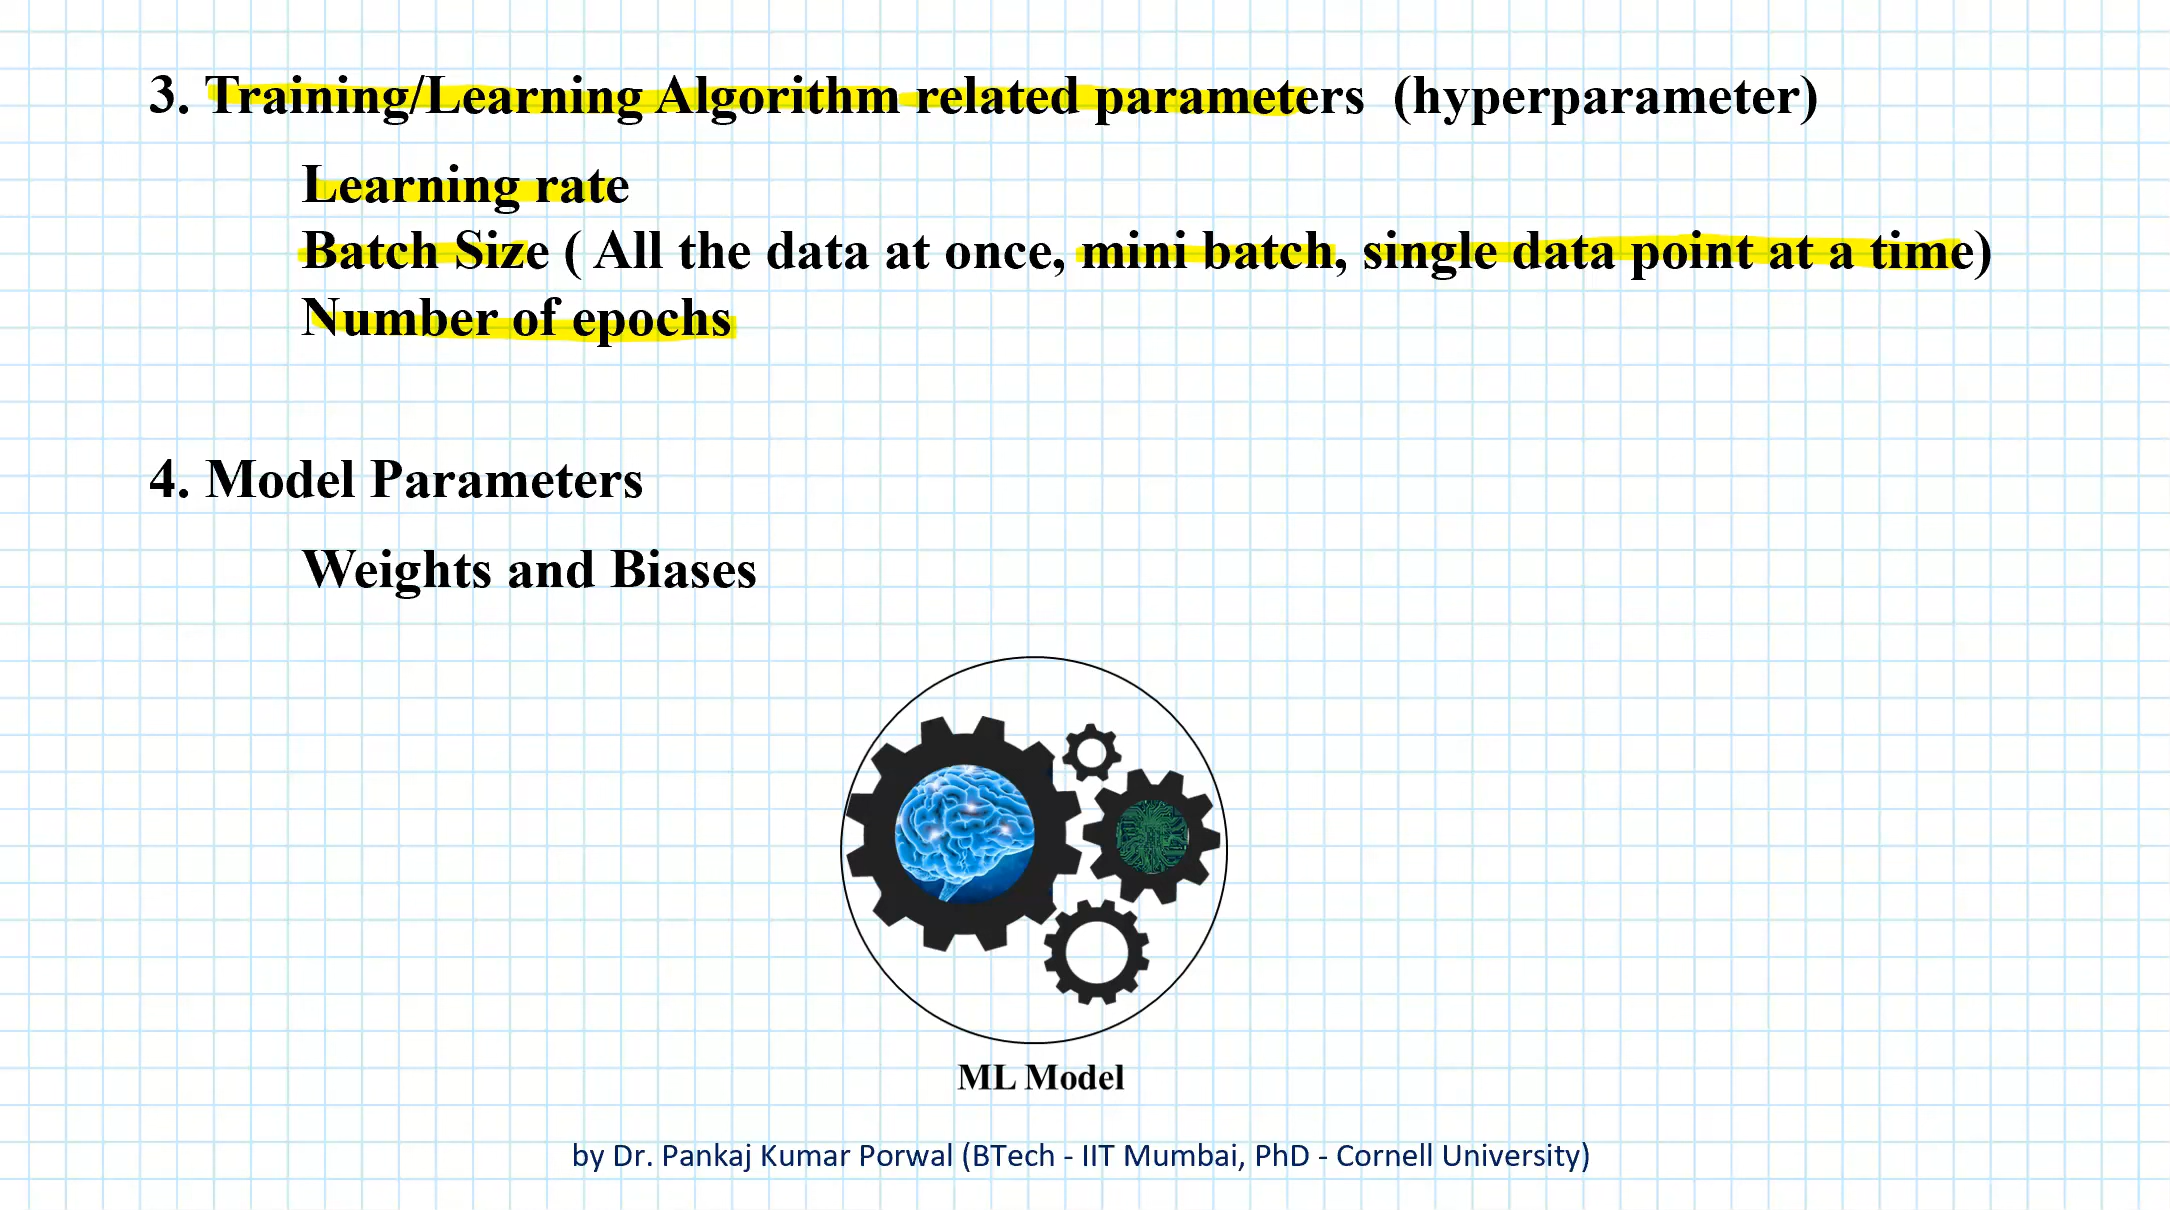 3. Training/Learning Algorithm related parameters (hyperparameter)
Learning rate
Batch Size ( All the data at once, mini batch, single data point at a time)
Number of epochs
4. Model Parameters
Weights and Biases
ML Model
by Dr. Pankaj Kumar Porwal (BTech - IIT Mumbai, PhD - Cornell University)